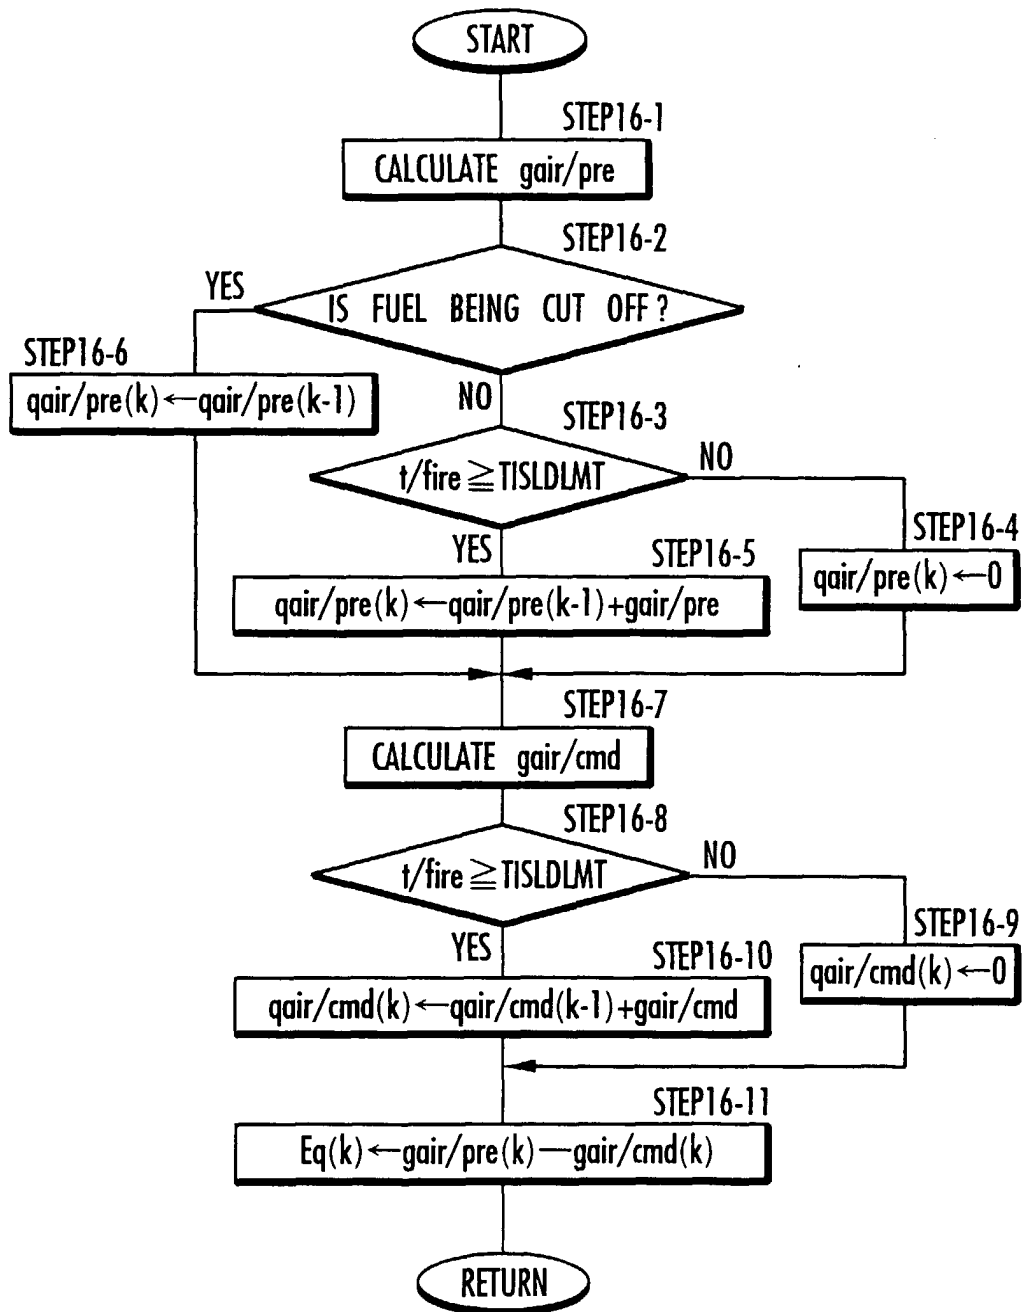 START
STEP16-1
CALCULATE gair/pre
STEP16-2
YES
IS FUEL BEING CUT OFF?
STEP16-6
qair/pre(k)←qair/pre(k-1)
NO
STEP16-3
t/fire≧TISLDLMT
NO
STEP16-4
qair/pre(k)←0
YES
STEP16-5
qair/pre(k)←qair/pre(k-1)+gair/pre
STEP16-7
CALCULATE gair/cmd
STEP16-8
t/fire≧TISLDLMT
NO
STEP16-9
qair/cmd(k)←0
YES
STEP16-10
qair/cmd(k)←qair/cmd(k-1)+gair/cmd
STEP16-11
Eq(k)←gair/pre(k)—gair/cmd(k)
RETURN